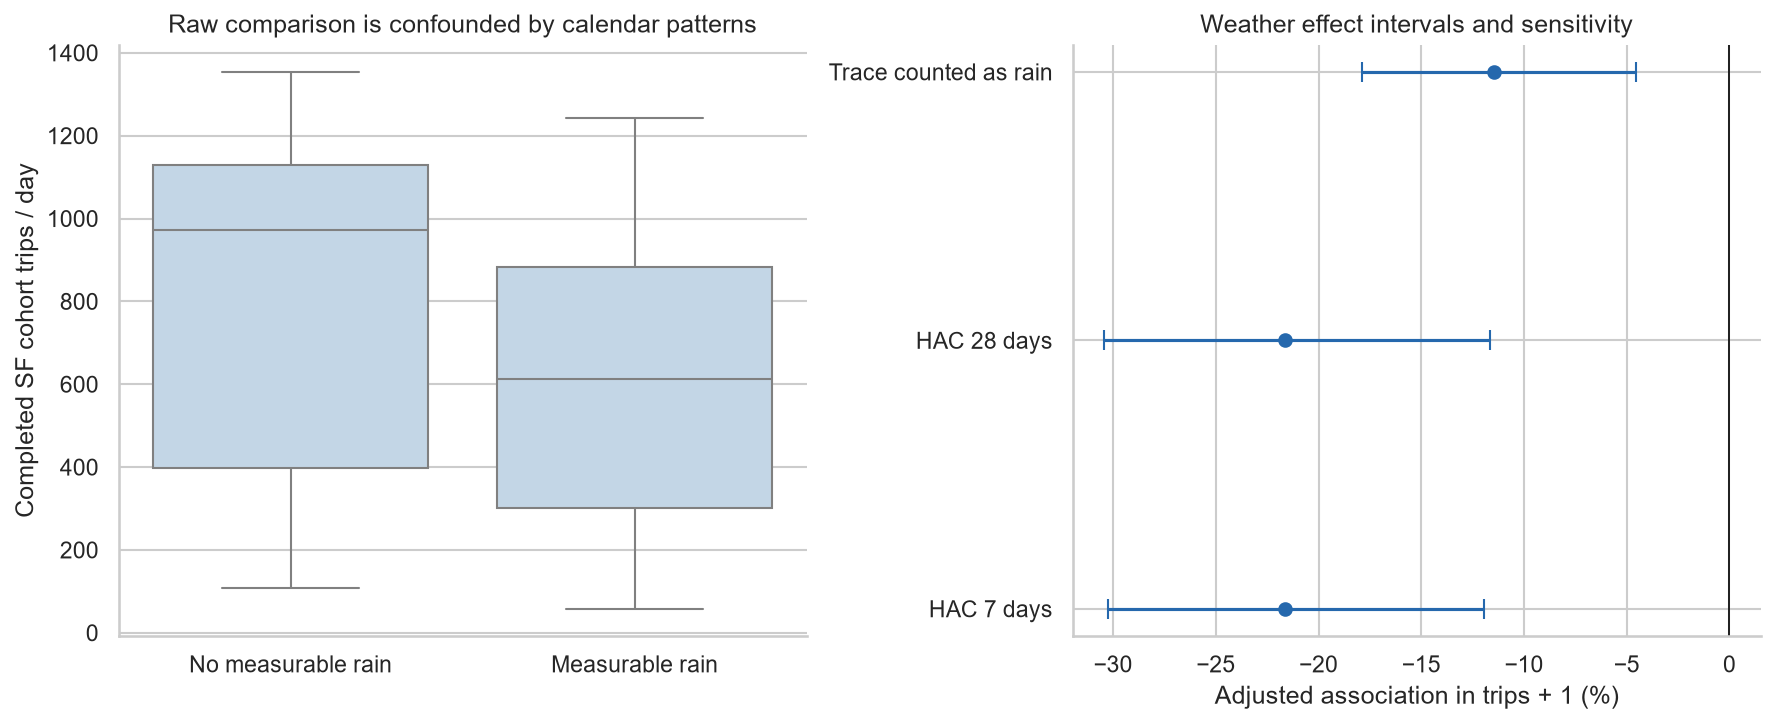 Raw comparison is confounded by calendar patterns
Completed SF cohort trips / day
1400
1200
1000
800
600
400
200
0
No measurable rain
Measurable rain
Weather effect intervals and sensitivity
Trace counted as rain
HAC 28 days
HAC 7 days
−30
−25
−20
−15
−10
−5
0
Adjusted association in trips + 1 (%)